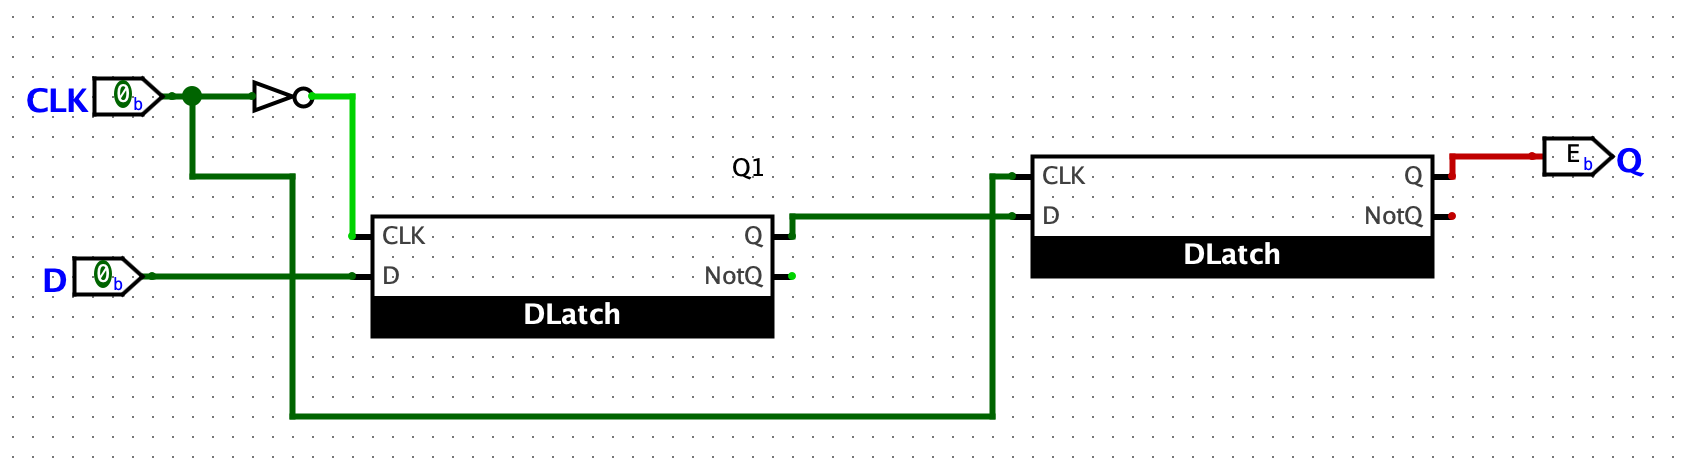 CLK
0b
Q1
CLK
Q
D
NotQ
DLatch
D
0b
CLK
Q
D
NotQ
DLatch
Eb
Q